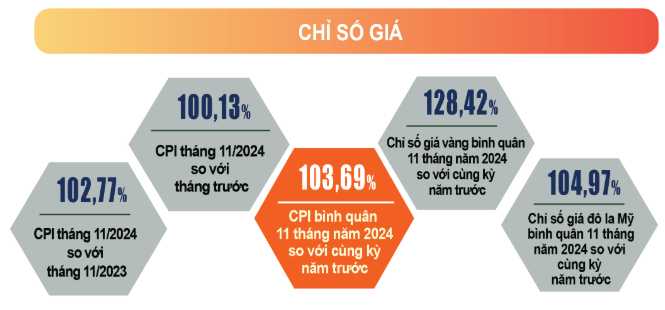 CHỈ SỐ GIÁ
102,77%
CPI tháng 11/2024
so với
tháng 11/2023
100,13%
CPI tháng 11/2024
so với
tháng trước
103,69%
CPI bình quân
11 tháng năm 2024
so với cùng kỳ
năm trước
128,42%
Chỉ số giá vàng bình quân
11 tháng năm 2024
so với cùng kỳ
năm trước
104,97%
Chỉ số giá đô la Mỹ
bình quân 11 tháng
năm 2024 so với
cùng kỳ
năm trước